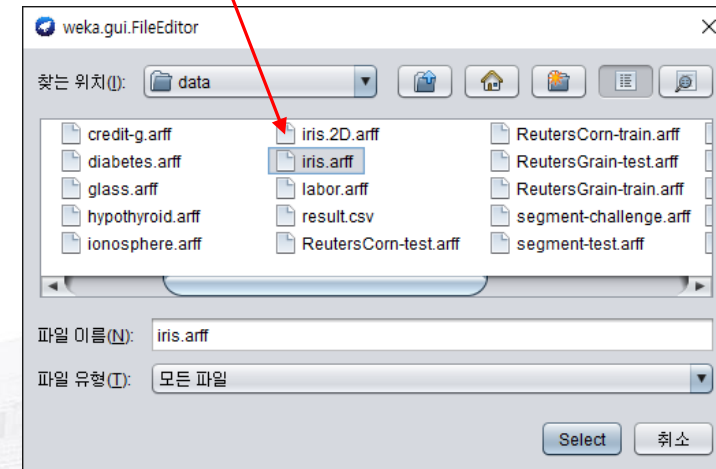 weka.gui.FileEditor
찾는 위치(I): data
credit-g.arff iris.2D.arff ReutersCorn-train.arff
diabetes.arff iris.arff ReutersGrain-test.arff
glass.arff labor.arff ReutersGrain-train.arff
hypothyroid.arff result.csv segment-challenge.arff
ionosphere.arff ReutersCorn-test.arff segment-test.arff
파일 이름(N): iris.arff
파일 유형(T): 모든 파일
Select 취소